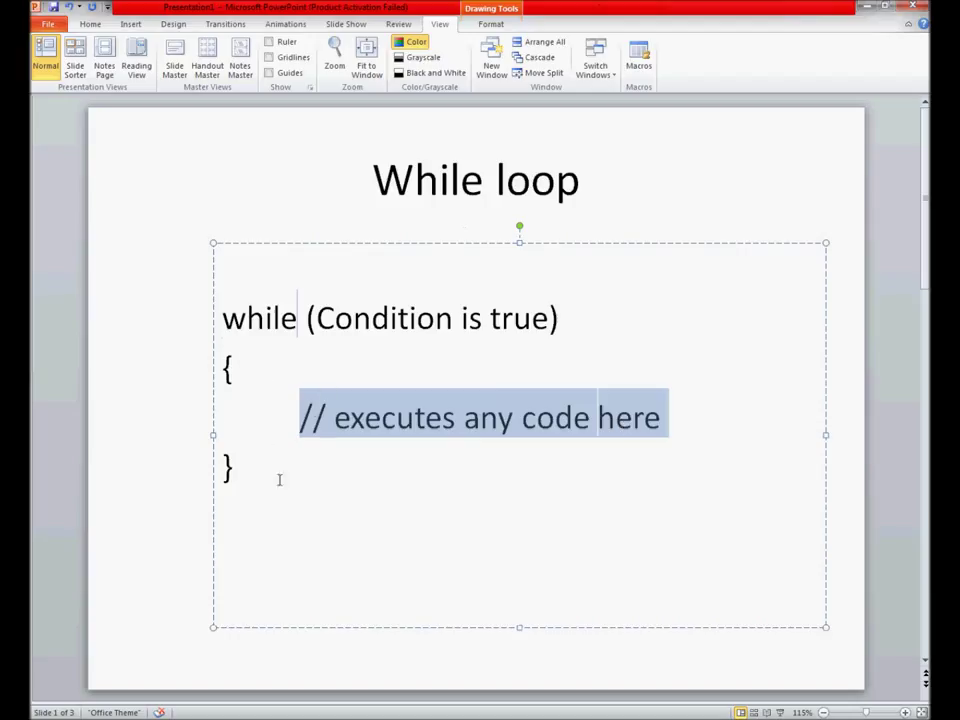 Presentation1 - Microsoft PowerPoint (Product Activation Failed)
Drawing Tools
File Home Insert Design Transitions Slide Show Animations Review View Format
Normal
Slide Sorter
Notes Page
Reading View
Presentation Views
Slide Master
Handout Master
Notes Master
Master Views
Ruler
Gridlines
Guides
Show
Zoom
Fit to Window
Zoom
Color
Grayscale
Black and White
Color/Grayscale
New Window
Arrange All
Cascade
Move Split
Window
Switch Windows
Macros
Macros
While loop
while (Condition is true)
{
// executes any code here
}
Slide 1 of 3 "Office Theme" 115%